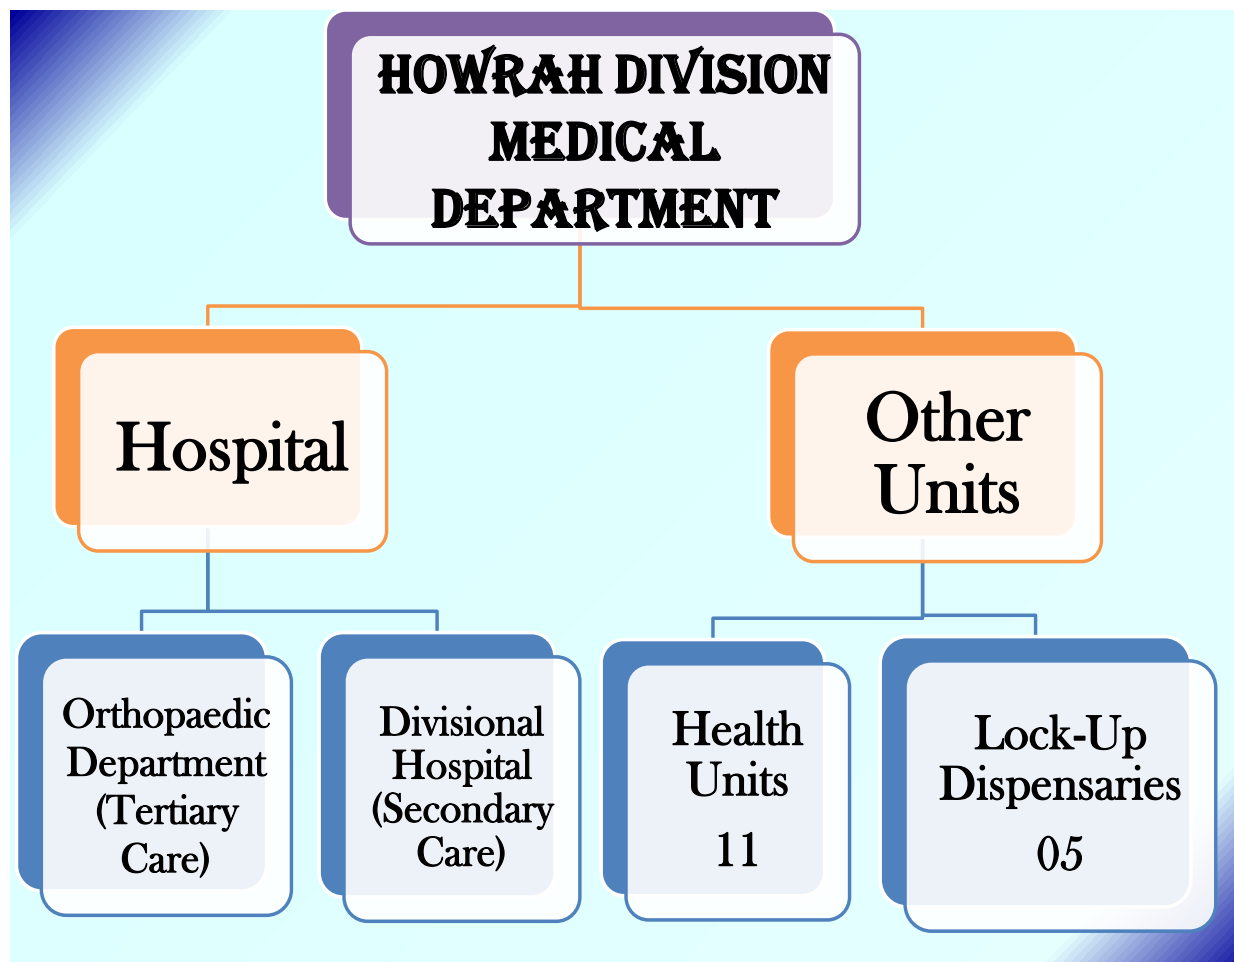 HOWRAH DIVISION
MEDICAL
DEPARTMENT
Hospital
Other
Units
Orthopaedic
Department
(Tertiary
Care)
Divisional
Hospital
(Secondary
Care)
Health
Units
11
Lock-Up
Dispensaries
05